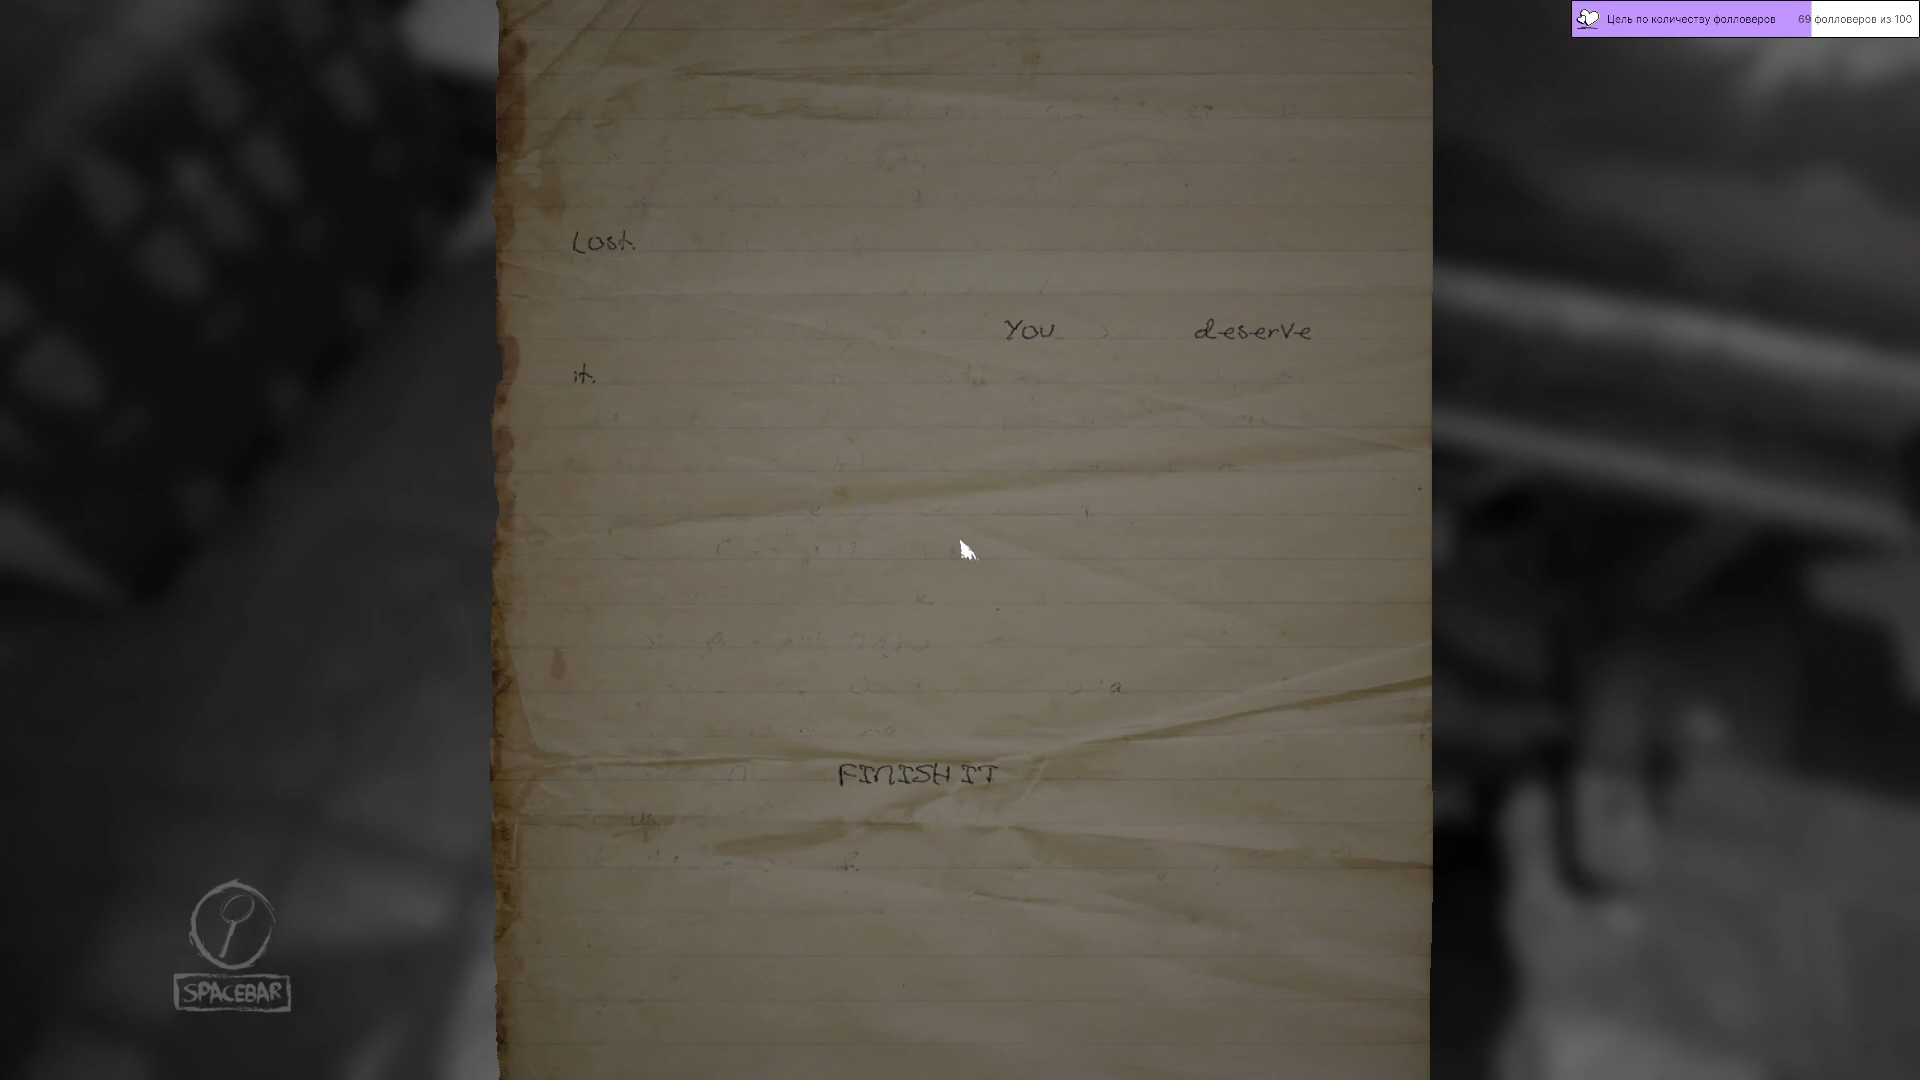 Цель по количеству фолловеров 69 фолловеров из 100
Lost.
You deserve
it.
FINISH IT
SPACEBAR